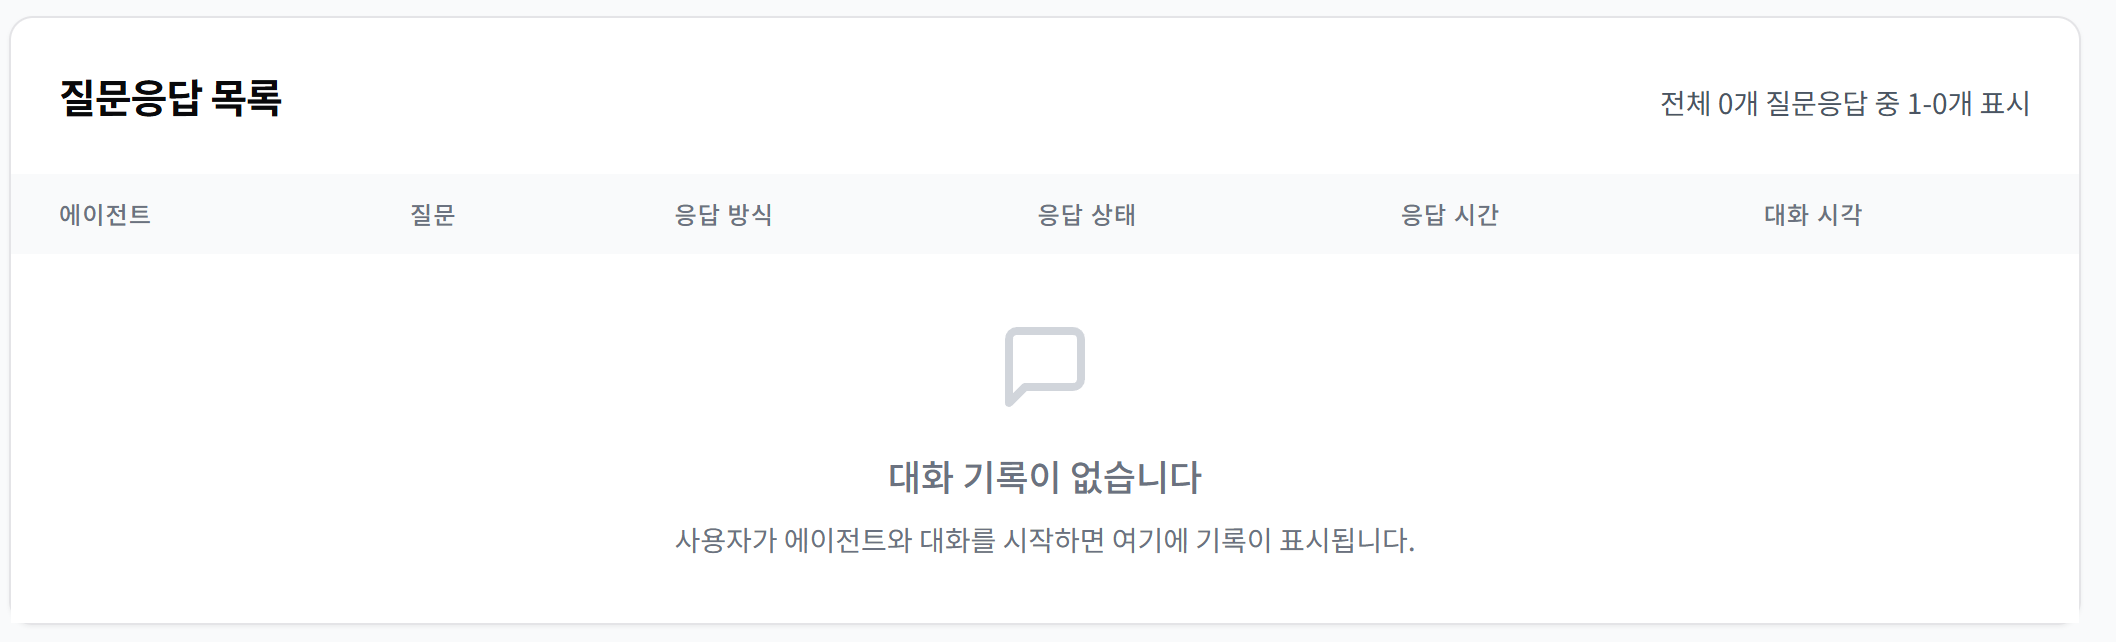 질문응답 목록
전체 0개 질문응답 중 1-0개 표시
에이전트 질문 응답 방식 응답 상태 응답 시간 대화 시각
대화 기록이 없습니다
사용자가 에이전트와 대화를 시작하면 여기에 기록이 표시됩니다.